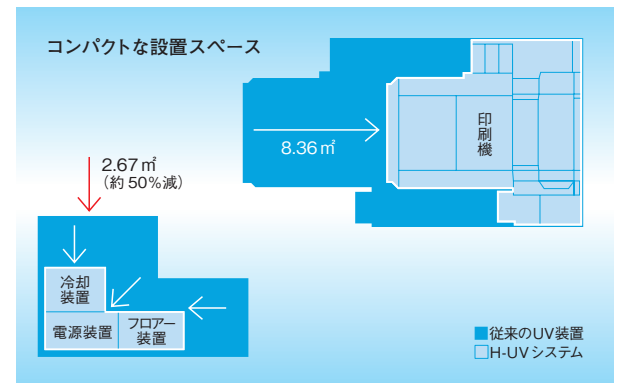 コンパクトな設置スペース
印刷機
8.36㎡
2.67㎡
（約50%減）
冷却
装置
電源装置
フロアー
装置
従来のUV装置
H-UVシステム